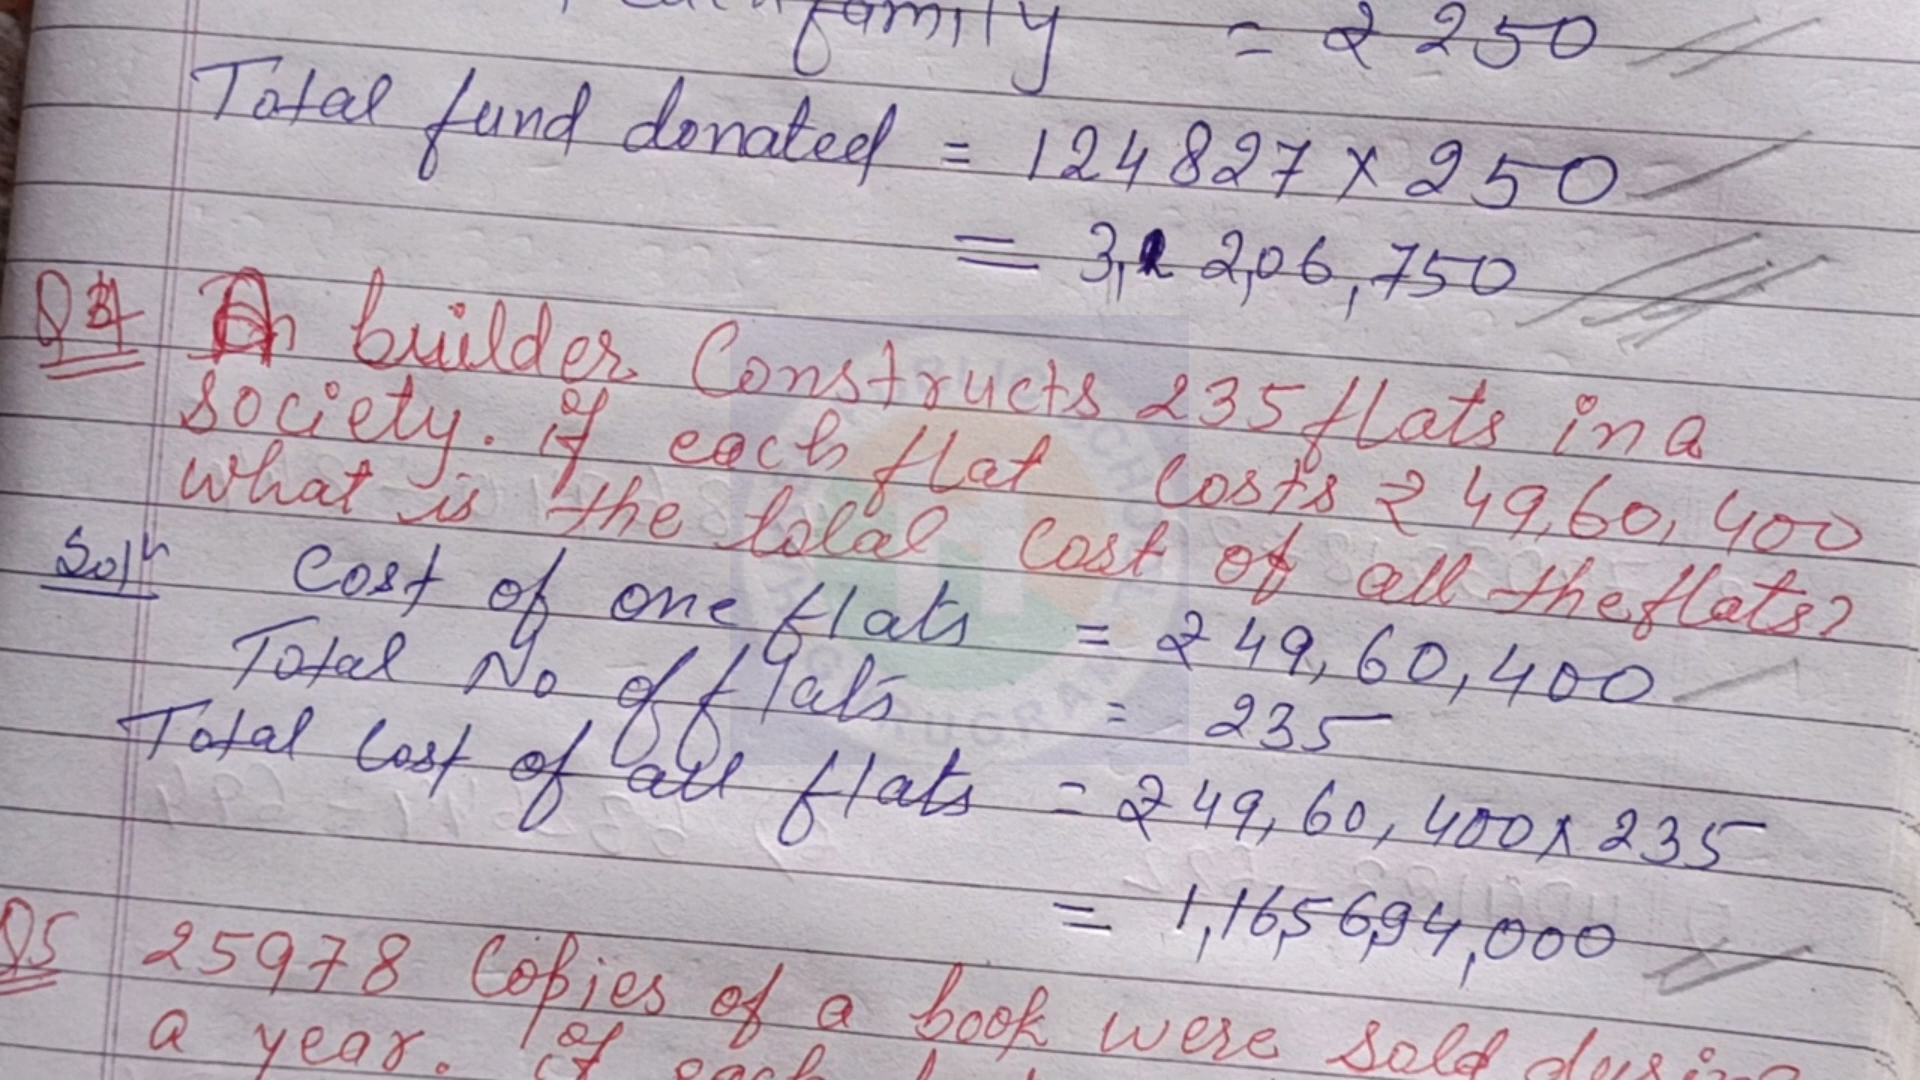 family = ₹ 250
Total fund donated = 124827 x 250
= 3,1 2,06,750
Q4 A builder Constructs 235 flats in a
society. if each flat Costs ₹ 49,60,400
what is the total cost of all the flats?
Solⁿ Cost of one flats = ₹ 49,60,400
Total No of flats = 235
Total Cost of all flats = ₹ 49,60,400 x 235
= 1,165,694,000
Q5 25978 Copies of a book were sold during
a year. if each